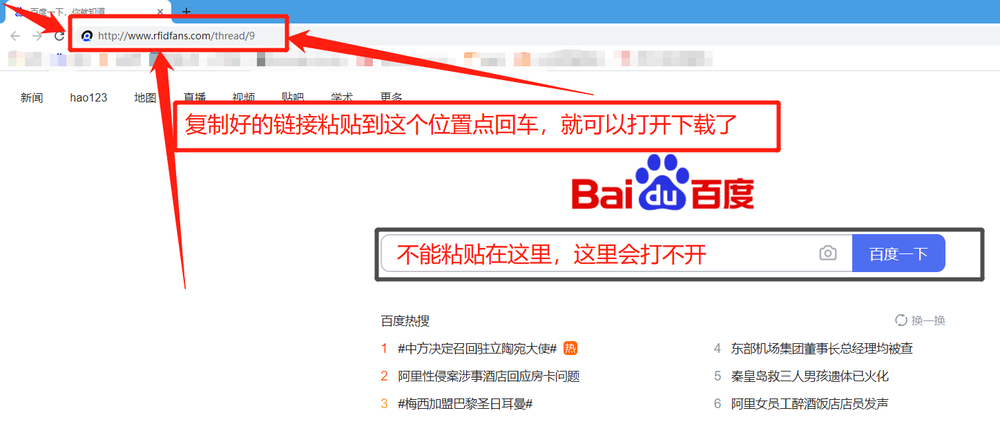 百度一下，你就知道
http://www.rfidfans.com/thread/9
新闻 hao123 地图 直播 视频 贴吧 学术 更多
复制好的链接粘贴到这个位置点回车，就可以打开下载了
Bai du 百度
不能粘贴在这里，这里会打不开 百度一下
百度热搜 换一换
1 #中方决定召回驻立陶宛大使# 热
4 东部机场集团董事长总经理均被查
2 阿里性侵案涉事酒店回应房卡问题
5 秦皇岛救三人男孩遗体已火化
3 #梅西加盟巴黎圣日耳曼#
6 阿里女员工醉酒饭店店员发声